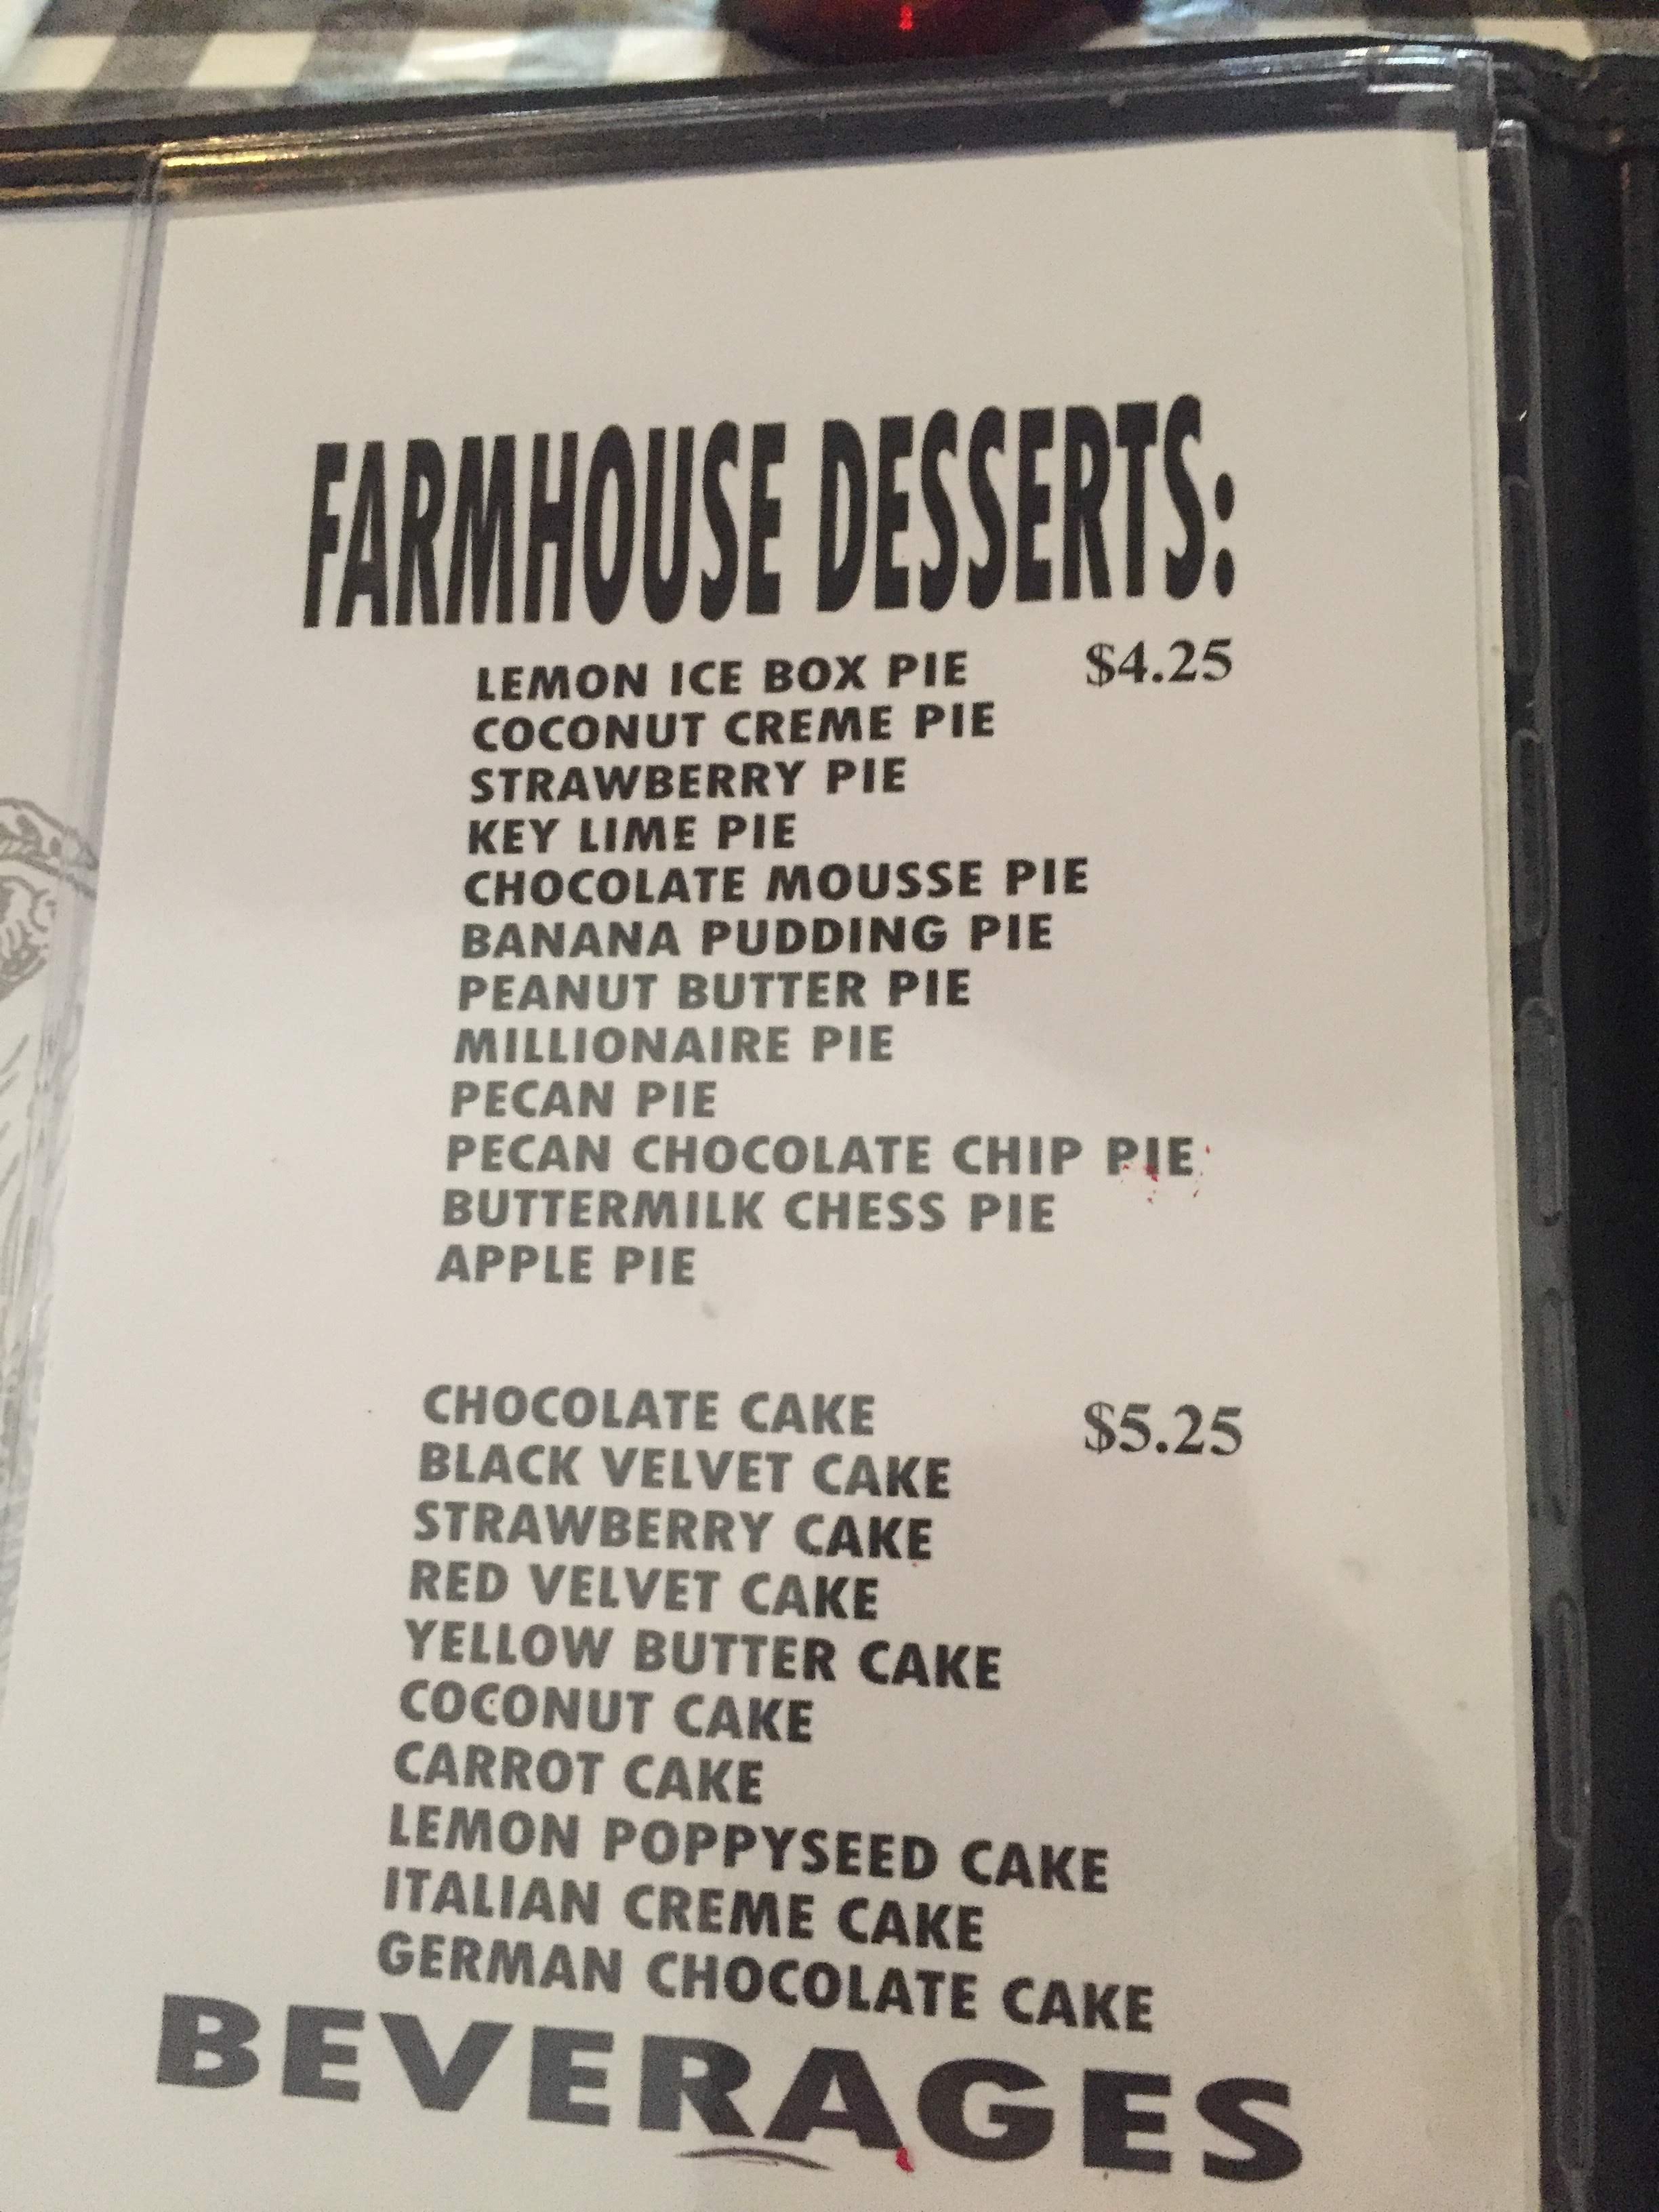 FARMHOUSE DESSERTS:
LEMON ICE BOX PIE $4.25
COCONUT CREME PIE
STRAWBERRY PIE
KEY LIME PIE
CHOCOLATE MOUSSE PIE
BANANA PUDDING PIE
PEANUT BUTTER PIE
MILLIONAIRE PIE
PECAN PIE
PECAN CHOCOLATE CHIP PIE
BUTTERMILK CHESS PIE
APPLE PIE
CHOCOLATE CAKE $5.25
BLACK VELVET CAKE
STRAWBERRY CAKE
RED VELVET CAKE
YELLOW BUTTER CAKE
COCONUT CAKE
CARROT CAKE
LEMON POPPYSEED CAKE
ITALIAN CREME CAKE
GERMAN CHOCOLATE CAKE
BEVERAGES